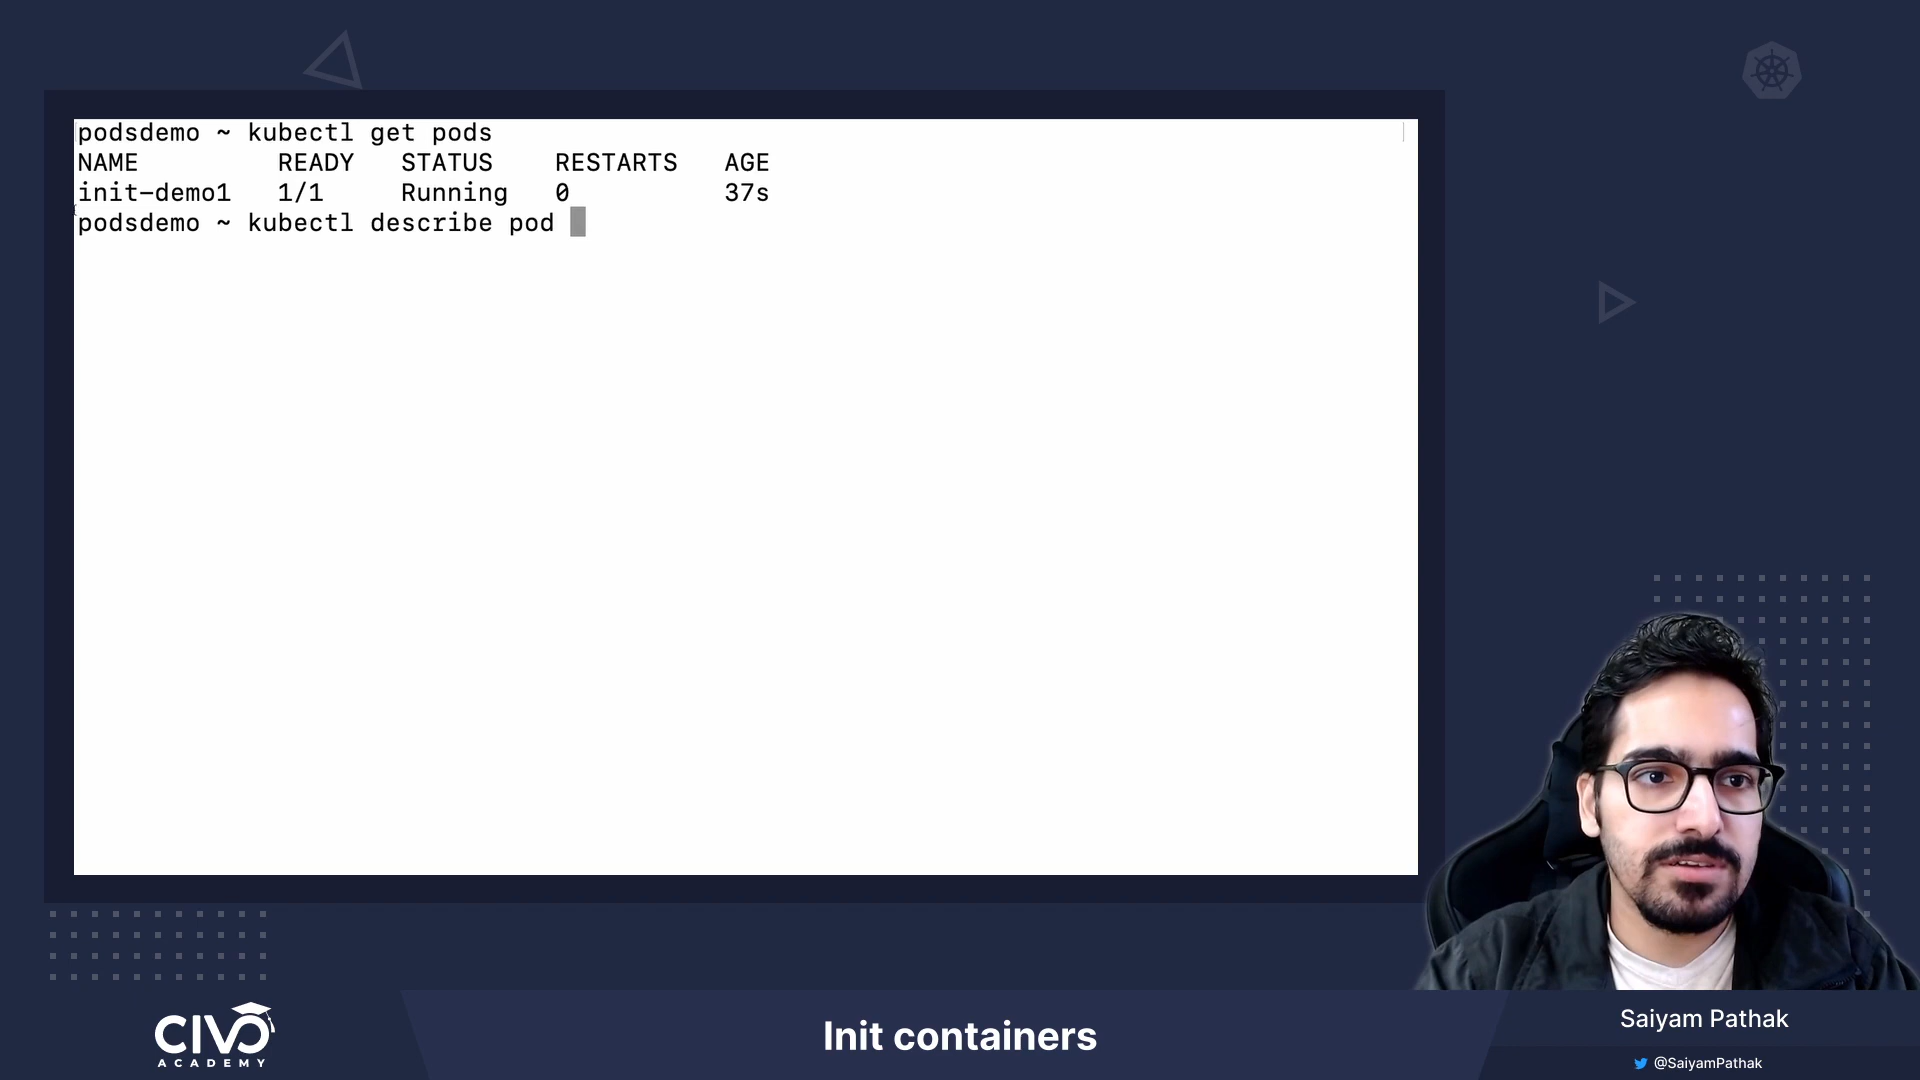 podsdemo ~ kubectl get pods
NAME READY STATUS RESTARTS AGE
init-demo1 1/1 Running 0 37s
podsdemo ~ kubectl describe pod
CIVO
ACADEMY
Init containers
Saiyam Pathak
@SaiyamPathak